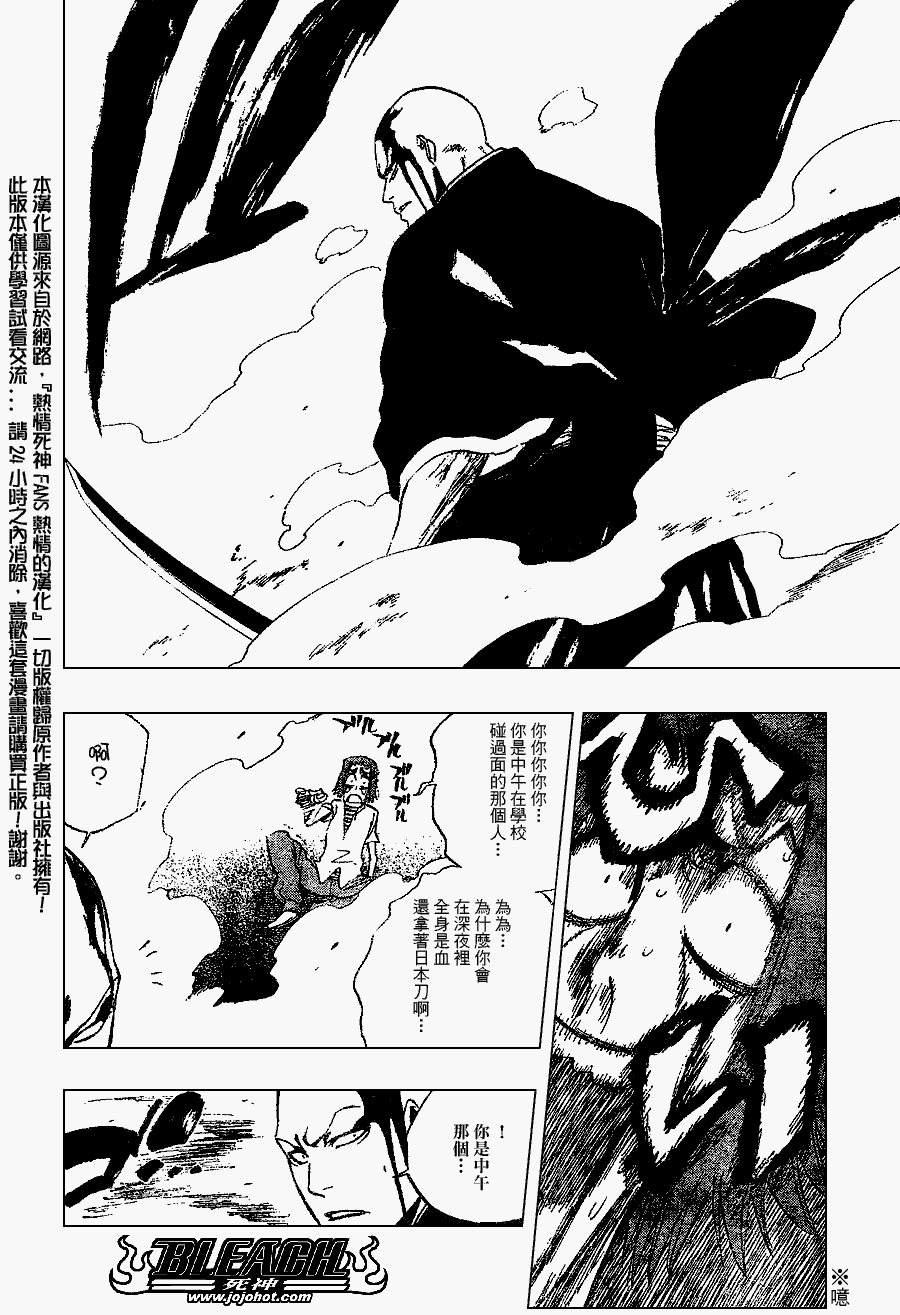 本漢化圖源來自於網路，『熱情死神 FANS 熱情的漢化』一切版權歸原作者與出版社擁有！
此版本僅供學習試看交流... 請 24 小時之內消除，喜歡這套漫畫請購買正版！謝謝。
※噫
你你你你你…
你是中午在學校
碰過面的那個人…
為為…
為什麼你會
在深夜裡
全身是血
還拿著日本刀啊…
啊？
！
你是中午
那個…
BLEACH
死神
www.jojohot.com